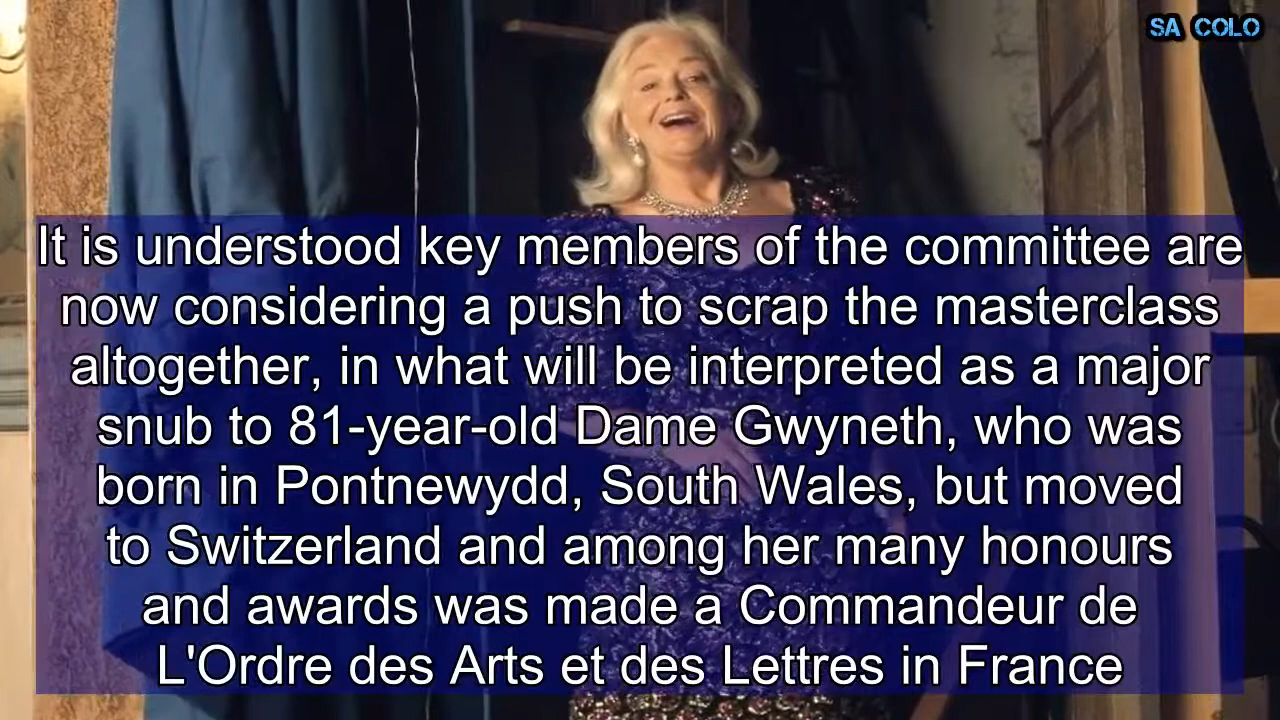 SA COLO
It is understood key members of the committee are
now considering a push to scrap the masterclass
altogether, in what will be interpreted as a major
snub to 81-year-old Dame Gwyneth, who was
born in Pontnewydd, South Wales, but moved
to Switzerland and among her many honours
and awards was made a Commandeur de
L'Ordre des Arts et des Lettres in France